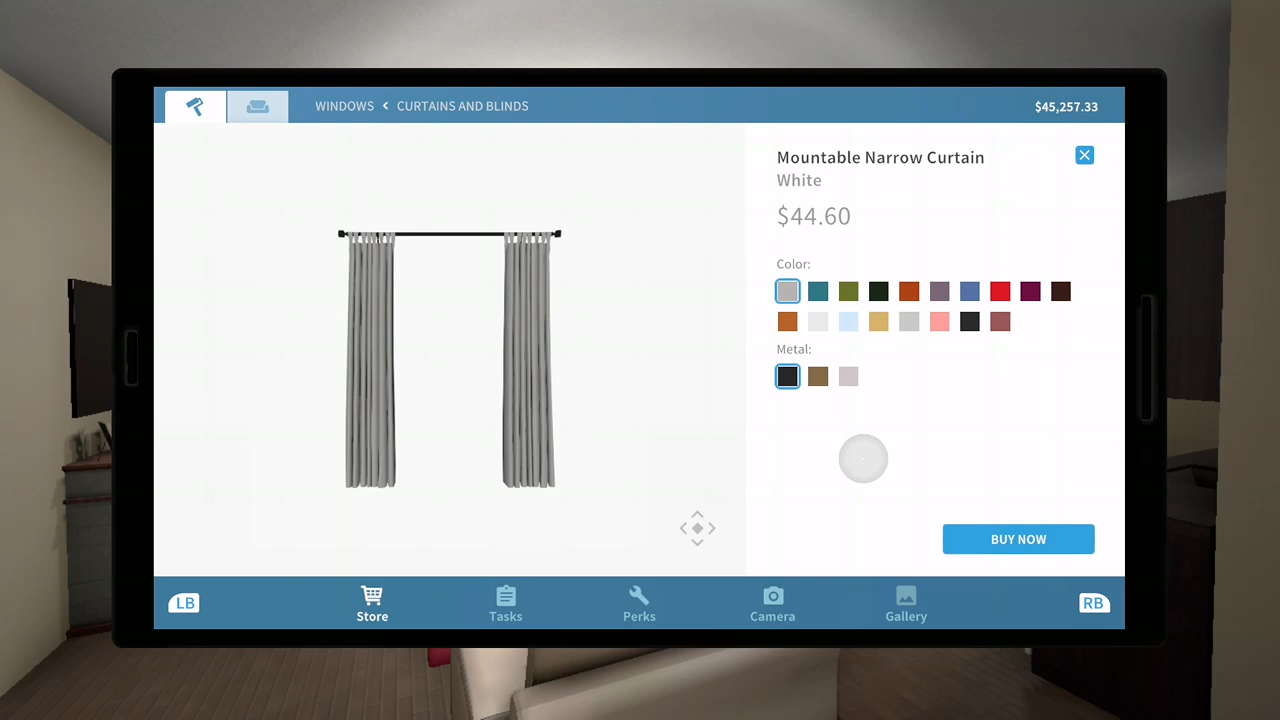 WINDOWS < CURTAINS AND BLINDS
$45,257.33
Mountable Narrow Curtain
White
$44.60
Color:
Metal:
BUY NOW
LB
Store
Tasks
Perks
Camera
Gallery
RB